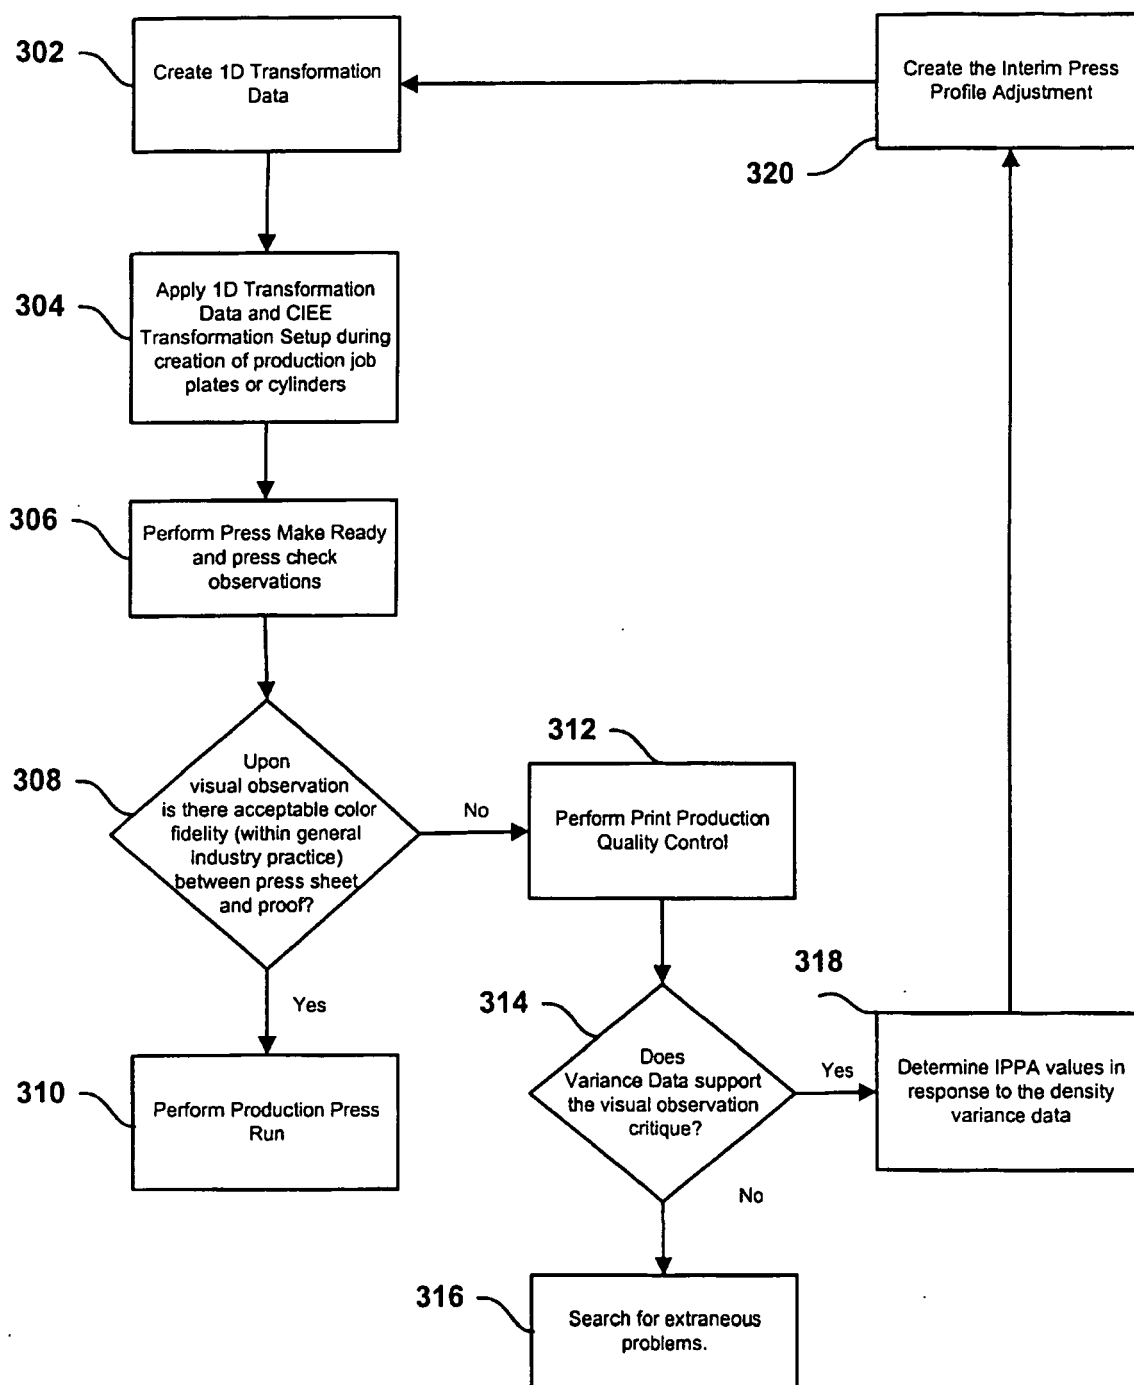 302
Create 1D Transformation
Data
Create the Interim Press
Profile Adjustment
320
304
Apply 1D Transformation
Data and CIEE
Transformation Setup during
creation of production job
plates or cylinders
306
Perform Press Make Ready
and press check
observations
308
Upon
visual observation
is there acceptable color
fidelity (within general
industry practice)
between press sheet
and proof?
No
Yes
310
Perform Production Press
Run
312
Perform Print Production
Quality Control
314
Does
Variance Data support
the visual observation
critique?
Yes
No
318
Determine IPPA values in
response to the density
variance data
316
Search for extraneous
problems.